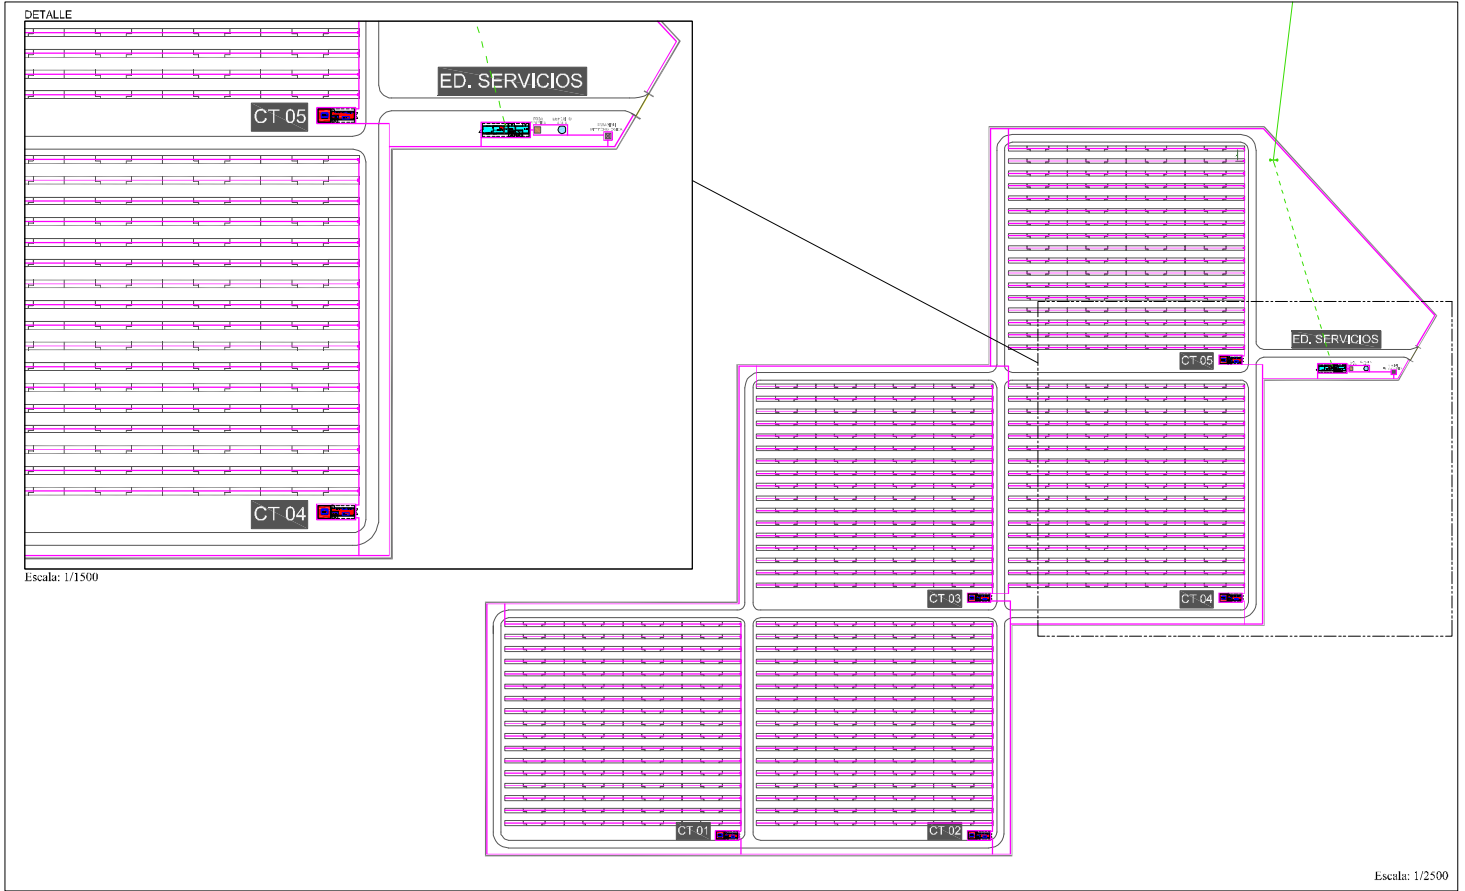 DETALLE
ED. SERVICIOS
CT 05
CT 04
Escala: 1/1500
ED. SERVICIOS
CT 05
CT 03
CT 04
CT 01
CT 02
Escala: 1/2500